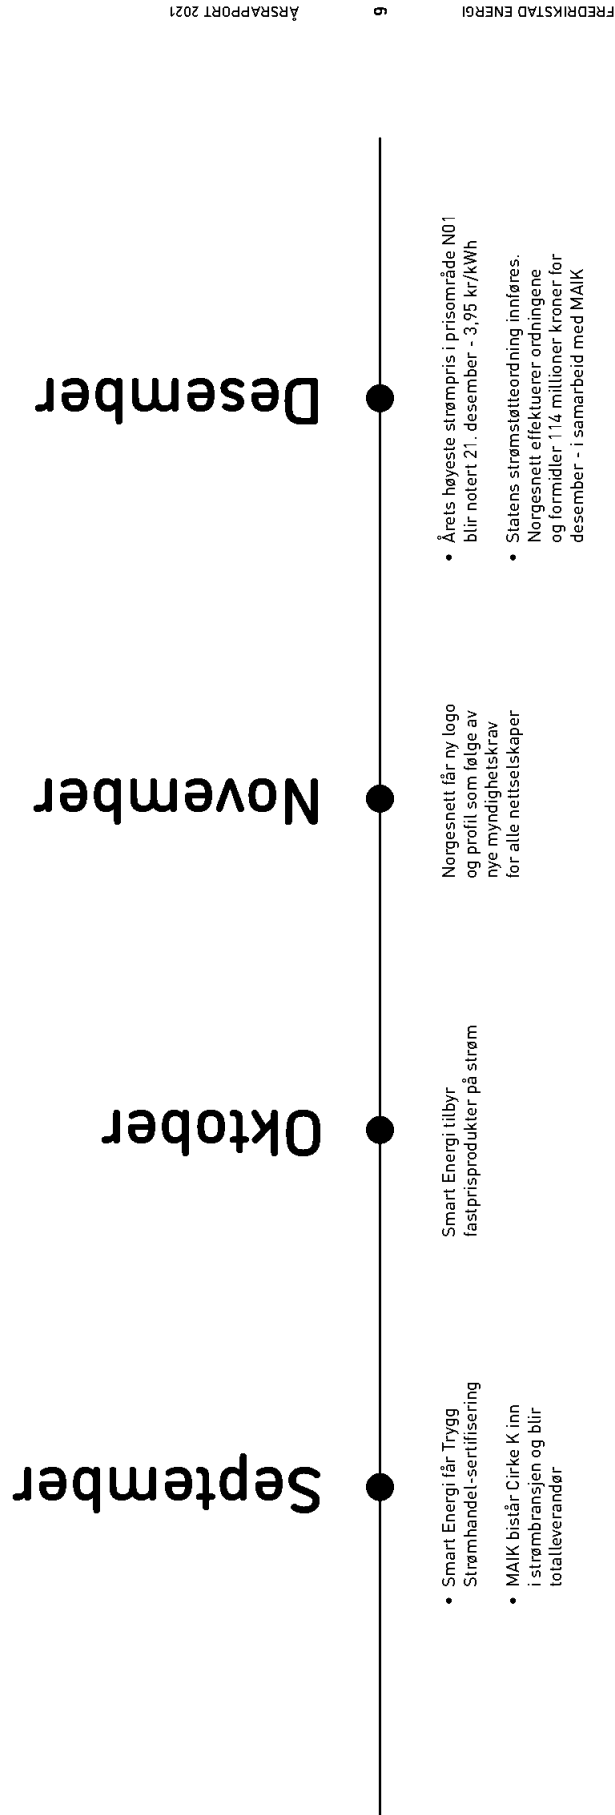 FREDRIKSTAD ENERGI
9
ÅRSRAPPORT 2021
September
• Smart Energi får Trygg
Strømhandel-sertifisering
• MAIK bistår Cirke K inn
i strømbransjen og blir
totalleverandør
Oktober
Smart Energi tilbyr
fastprisprodukter på strøm
November
Norgesnett får ny logo
og profil som følge av
nye myndighetskrav
for alle nettselskaper
Desember
• Årets høyeste strømpris i prisområde N01
blir notert 21. desember - 3,95 kr/kWh
• Statens strømstøtteordning innføres.
Norgesnett effektuerer ordningene
og formidler 114 millioner kroner for
desember - i samarbeid med MAIK